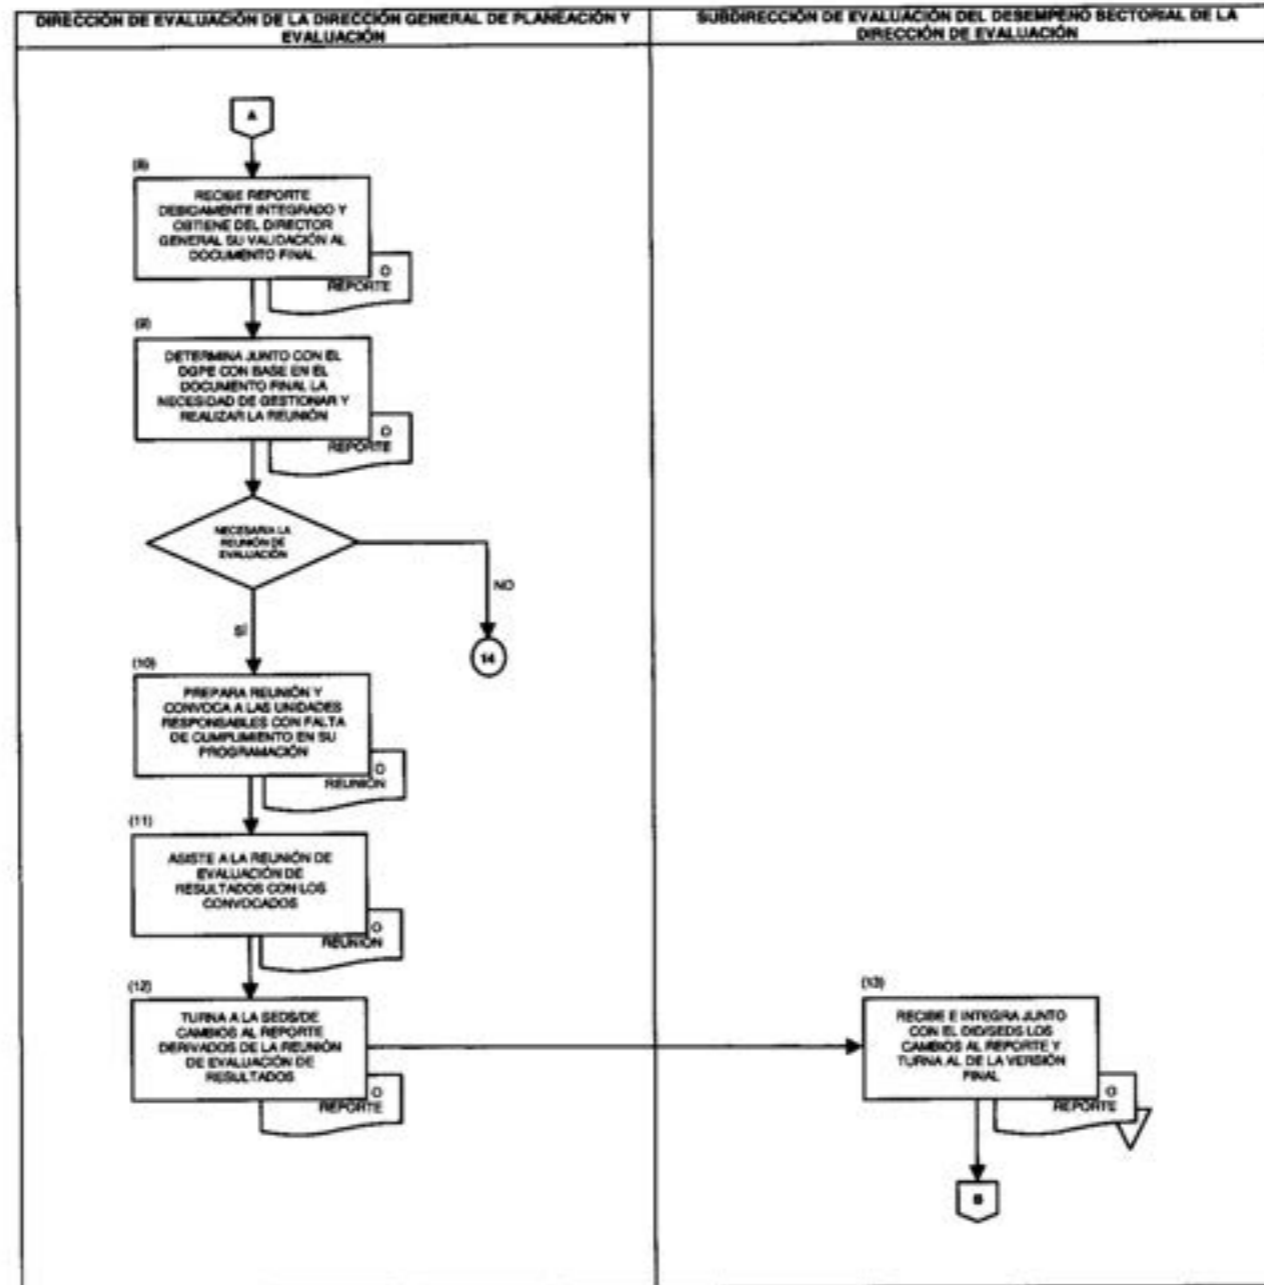 DIRECCIÓN DE EVALUACIÓN DE LA DIRECCIÓN GENERAL DE PLANEACIÓN Y
EVALUACIÓN
SUBDIRECCIÓN DE EVALUACIÓN DEL DESEMPEÑO SECTORIAL DE LA
DIRECCIÓN DE EVALUACIÓN
A
(8)
RECIBE REPORTE
DEBIDAMENTE INTEGRADO Y
OBTIENE DEL DIRECTOR
GENERAL SU VALIDACIÓN AL
DOCUMENTO FINAL
O
REPORTE
(9)
DETERMINA JUNTO CON EL
DGPE CON BASE EN EL
DOCUMENTO FINAL LA
NECESIDAD DE GESTIONAR Y
REALIZAR LA REUNIÓN
O
REPORTE
NECESARIA LA
REUNIÓN DE
EVALUACIÓN
NO
SÍ
14
(10)
PREPARA REUNIÓN Y
CONVOCA A LAS UNIDADES
RESPONSABLES CON FALTA
DE CUMPLIMIENTO EN SU
PROGRAMACIÓN
O
REUNIÓN
(11)
ASISTE A LA REUNIÓN DE
EVALUACIÓN DE
RESULTADOS CON LOS
CONVOCADOS
O
REUNIÓN
(12)
TURNA A LA SEDS/DE
CAMBIOS AL REPORTE
DERIVADOS DE LA REUNIÓN
DE EVALUACIÓN DE
RESULTADOS
O
REPORTE
(13)
RECIBE E INTEGRA JUNTO
CON EL DID/SEDS LOS
CAMBIOS AL REPORTE Y
TURNA AL DE LA VERSIÓN
FINAL
O
REPORTE
B